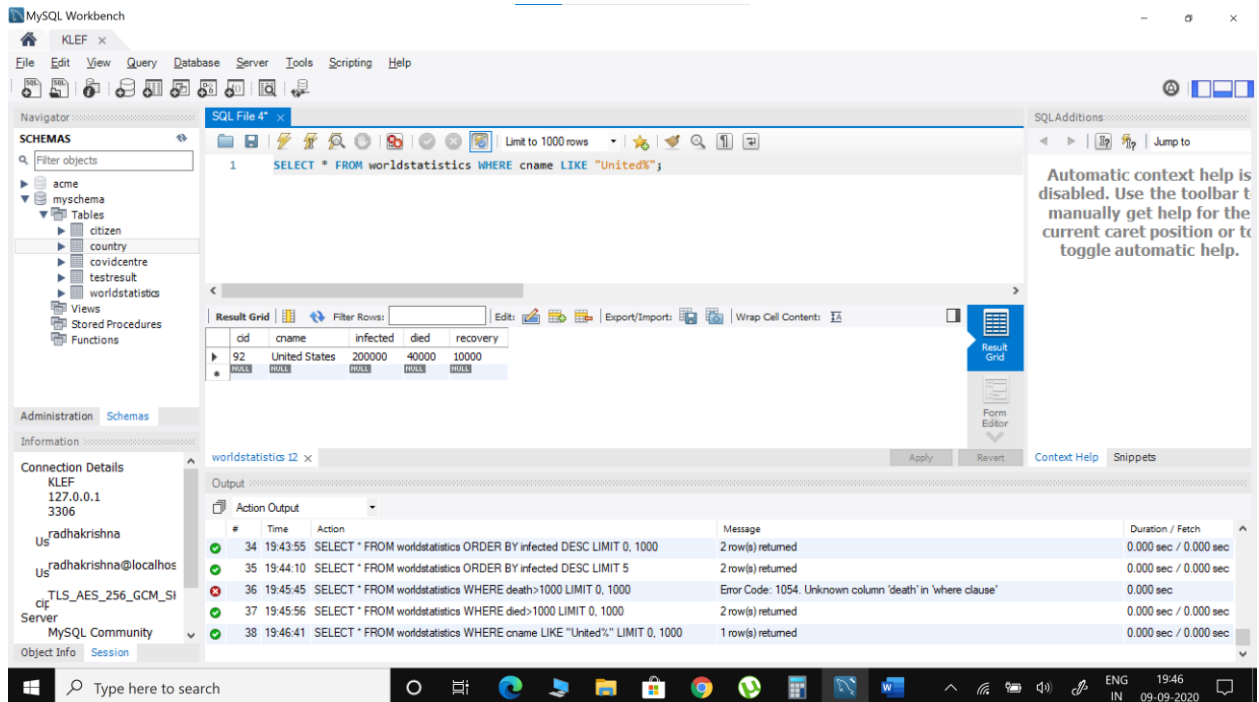 MySQL Workbench
KLEF
File Edit View Query Database Server Tools Scripting Help
Navigator
SCHEMAS
Filter objects
acme
myschema
Tables
citizen
country
covidcentre
testresult
worldstatistics
Views
Stored Procedures
Functions
Administration Schemas
Information
Connection Details
KLEF
127.0.0.1
3306
Us radhakrishna
Us radhakrishna@localhos
cip TLS_AES_256_GCM_SH
Server
MySQL Community
Object Info Session
SQL File 4*
Limit to 1000 rows
1 SELECT * FROM worldstatistics WHERE cname LIKE "United%";
Result Grid Filter Rows: Edit: Export/Import: Wrap Cell Content:
cid cname infected died recovery
92 United States 200000 40000 10000
NULL NULL NULL NULL NULL
Result
Grid
Form
Editor
worldstatistics 12
Apply Revert
SQLAdditions
Jump to
Automatic context help is
disabled. Use the toolbar t
manually get help for the
current caret position or to
toggle automatic help.
Context Help Snippets
Output
Action Output
# Time Action Message Duration / Fetch
34 19:43:55 SELECT * FROM worldstatistics ORDER BY infected DESC LIMIT 0, 1000 2 row(s) returned 0.000 sec / 0.000 sec
35 19:44:10 SELECT * FROM worldstatistics ORDER BY infected DESC LIMIT 5 2 row(s) returned 0.000 sec / 0.000 sec
36 19:45:45 SELECT * FROM worldstatistics WHERE death>1000 LIMIT 0, 1000 Error Code: 1054. Unknown column 'death' in 'where clause' 0.000 sec
37 19:45:56 SELECT * FROM worldstatistics WHERE died>1000 LIMIT 0, 1000 2 row(s) returned 0.000 sec / 0.000 sec
38 19:46:41 SELECT * FROM worldstatistics WHERE cname LIKE "United%" LIMIT 0, 1000 1 row(s) returned 0.000 sec / 0.000 sec
Type here to search
ENG
IN
19:46
09-09-2020